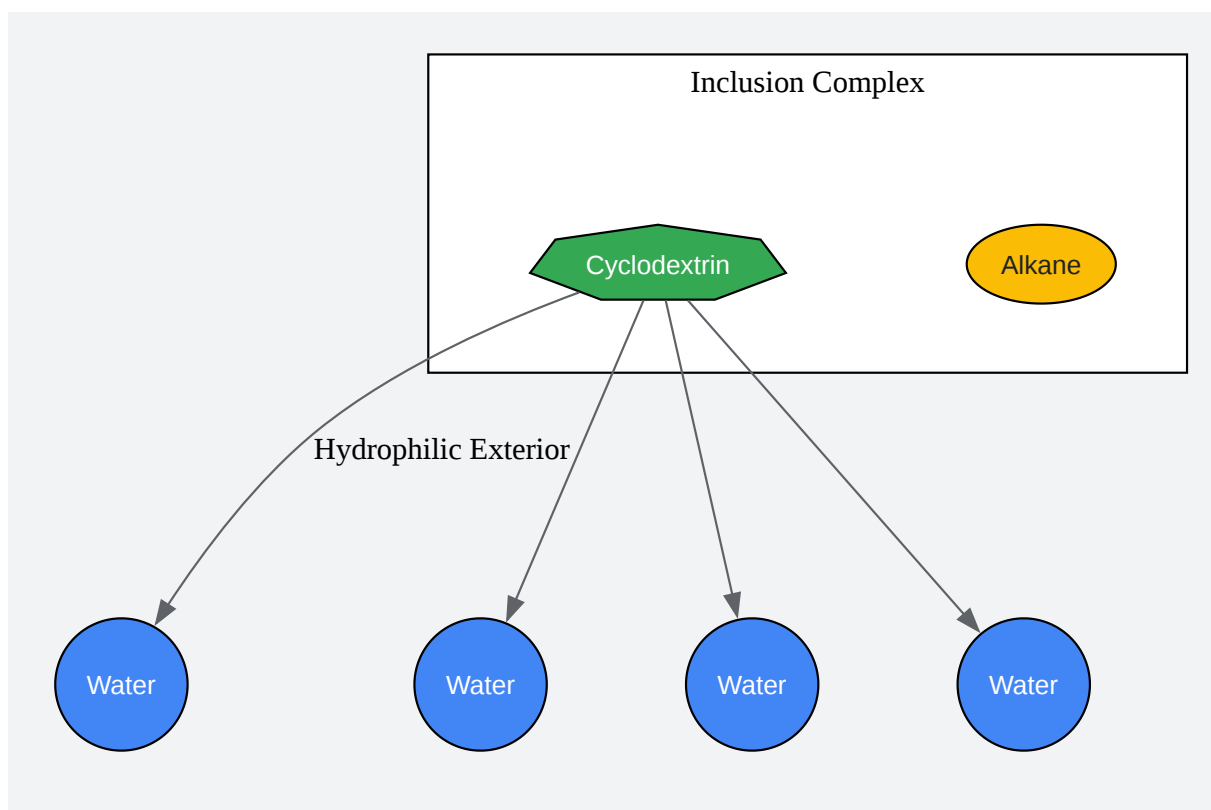 Inclusion Complex
Cyclodextrin
Alkane
Hydrophilic Exterior
Water
Water
Water
Water